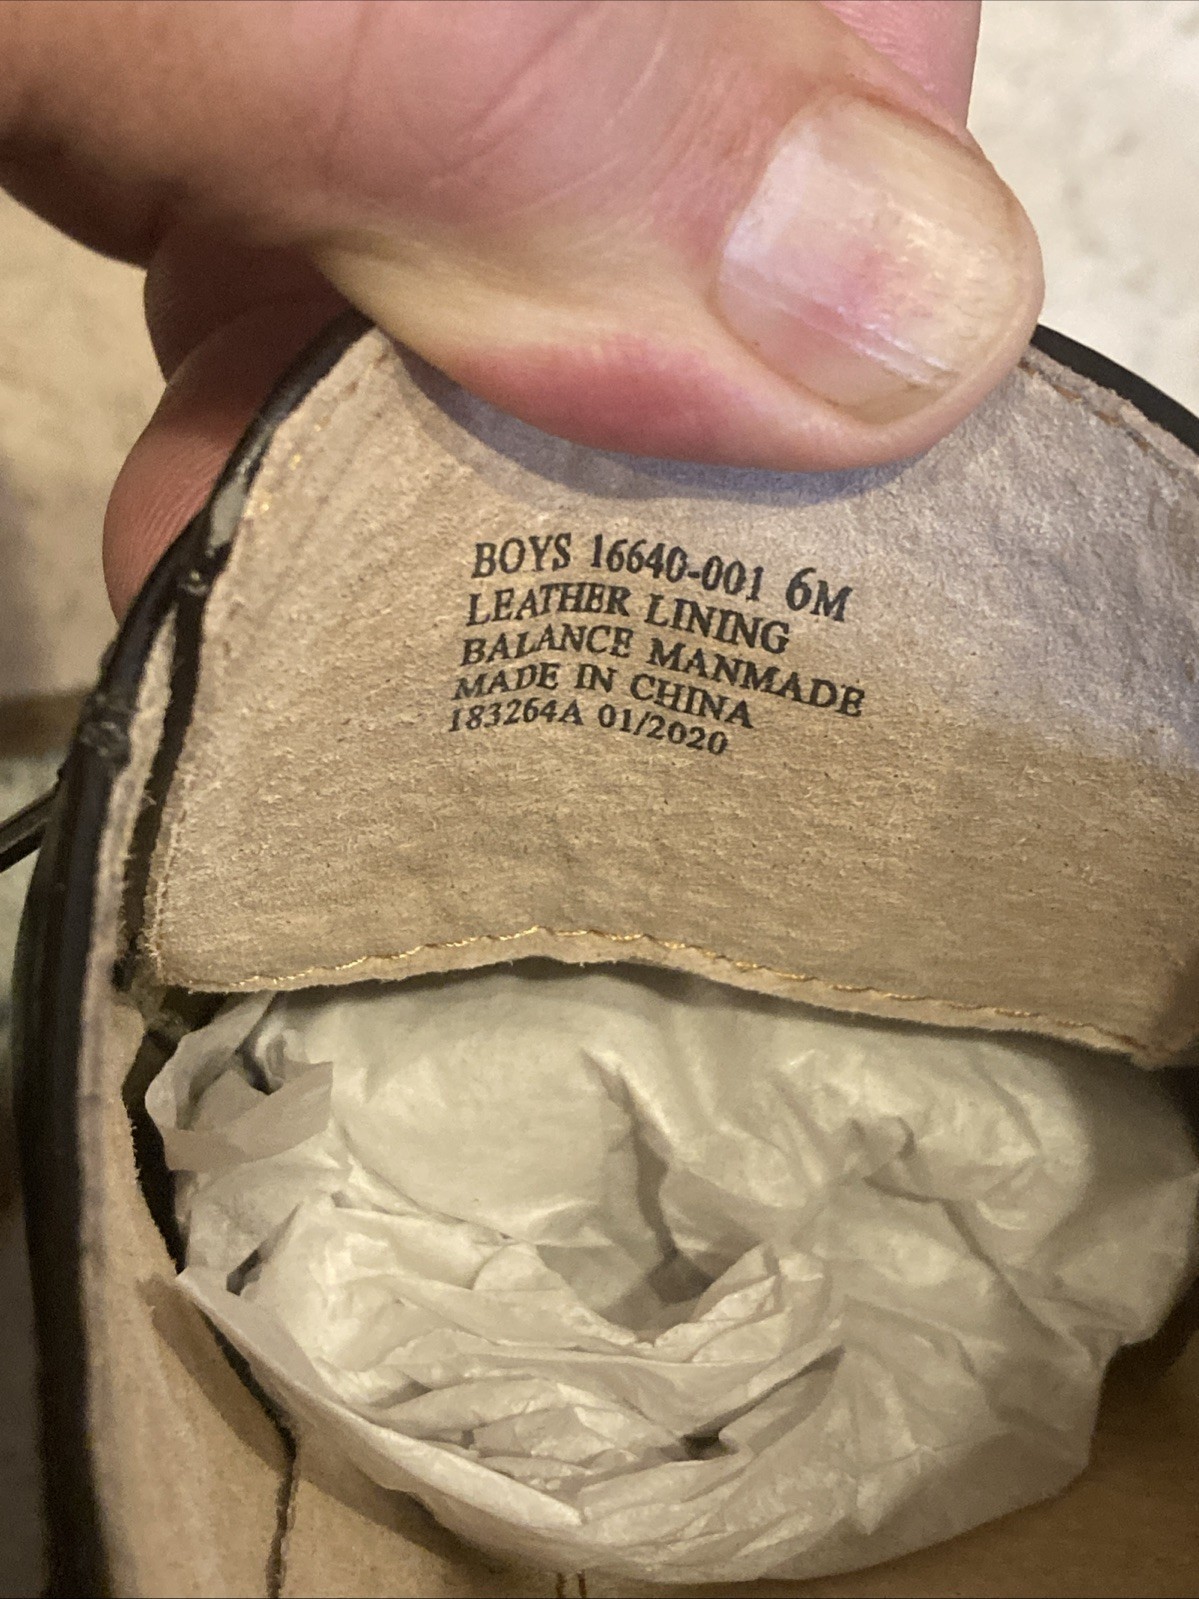 BOYS 16640-001 6M
LEATHER LINING
BALANCE MANMADE
MADE IN CHINA
183264A 01/2020